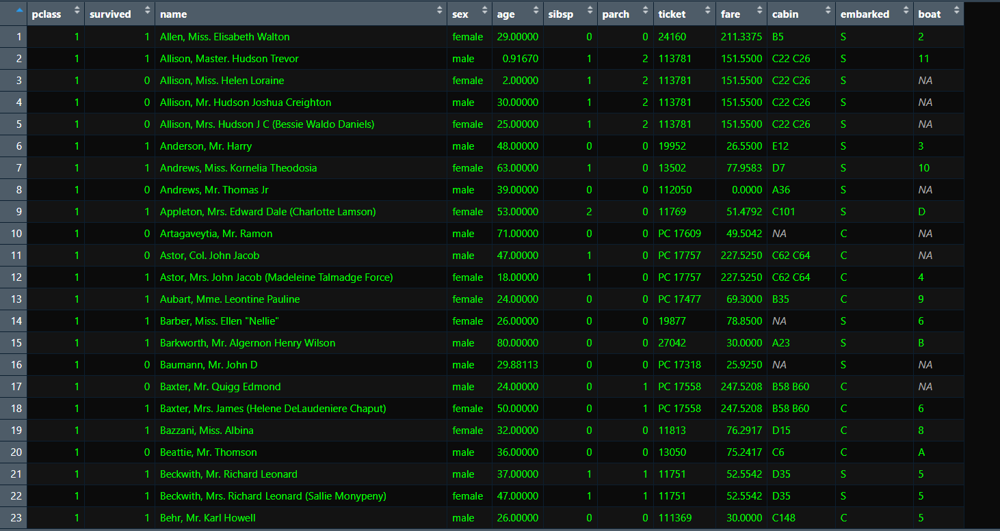 pclass survived name sex age sibsp parch ticket fare cabin embarked boat
1 1 1 Allen, Miss. Elisabeth Walton female 29.00000 0 0 24160 211.3375 B5 S 2
2 1 1 Allison, Master. Hudson Trevor male 0.91670 1 2 113781 151.5500 C22 C26 S 11
3 1 0 Allison, Miss. Helen Loraine female 2.00000 1 2 113781 151.5500 C22 C26 S NA
4 1 0 Allison, Mr. Hudson Joshua Creighton male 30.00000 1 2 113781 151.5500 C22 C26 S NA
5 1 0 Allison, Mrs. Hudson J C (Bessie Waldo Daniels) female 25.00000 1 2 113781 151.5500 C22 C26 S NA
6 1 1 Anderson, Mr. Harry male 48.00000 0 0 19952 26.5500 E12 S 3
7 1 1 Andrews, Miss. Kornelia Theodosia female 63.00000 1 0 13502 77.9583 D7 S 10
8 1 0 Andrews, Mr. Thomas Jr male 39.00000 0 0 112050 0.0000 A36 S NA
9 1 1 Appleton, Mrs. Edward Dale (Charlotte Lamson) female 53.00000 2 0 11769 51.4792 C101 S D
10 1 0 Artagaveytia, Mr. Ramon male 71.00000 0 0 PC 17609 49.5042 NA C NA
11 1 0 Astor, Col. John Jacob male 47.00000 1 0 PC 17757 227.5250 C62 C64 C NA
12 1 1 Astor, Mrs. John Jacob (Madeleine Talmadge Force) female 18.00000 1 0 PC 17757 227.5250 C62 C64 C 4
13 1 1 Aubart, Mme. Leontine Pauline female 24.00000 0 0 PC 17477 69.3000 B35 C 9
14 1 1 Barber, Miss. Ellen "Nellie" female 26.00000 0 0 19877 78.8500 NA S 6
15 1 1 Barkworth, Mr. Algernon Henry Wilson male 80.00000 0 0 27042 30.0000 A23 S B
16 1 0 Baumann, Mr. John D male 29.88113 0 0 PC 17318 25.9250 NA S NA
17 1 0 Baxter, Mr. Quigg Edmond male 24.00000 0 1 PC 17558 247.5208 B58 B60 C NA
18 1 1 Baxter, Mrs. James (Helene DeLaudeniere Chaput) female 50.00000 0 1 PC 17558 247.5208 B58 B60 C 6
19 1 1 Bazzani, Miss. Albina female 32.00000 0 0 11813 76.2917 D15 C 8
20 1 0 Beattie, Mr. Thomson male 36.00000 0 0 13050 75.2417 C6 C A
21 1 1 Beckwith, Mr. Richard Leonard male 37.00000 1 1 11751 52.5542 D35 S 5
22 1 1 Beckwith, Mrs. Richard Leonard (Sallie Monypeny) female 47.00000 1 1 11751 52.5542 D35 S 5
23 1 1 Behr, Mr. Karl Howell male 26.00000 0 0 111369 30.0000 C148 C 5